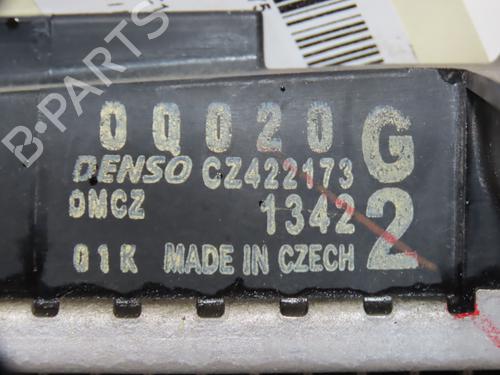 0Q020 G
DENSO CZ422173
DMCZ 1342 2
01K MADE IN CZECH
B-PARTS